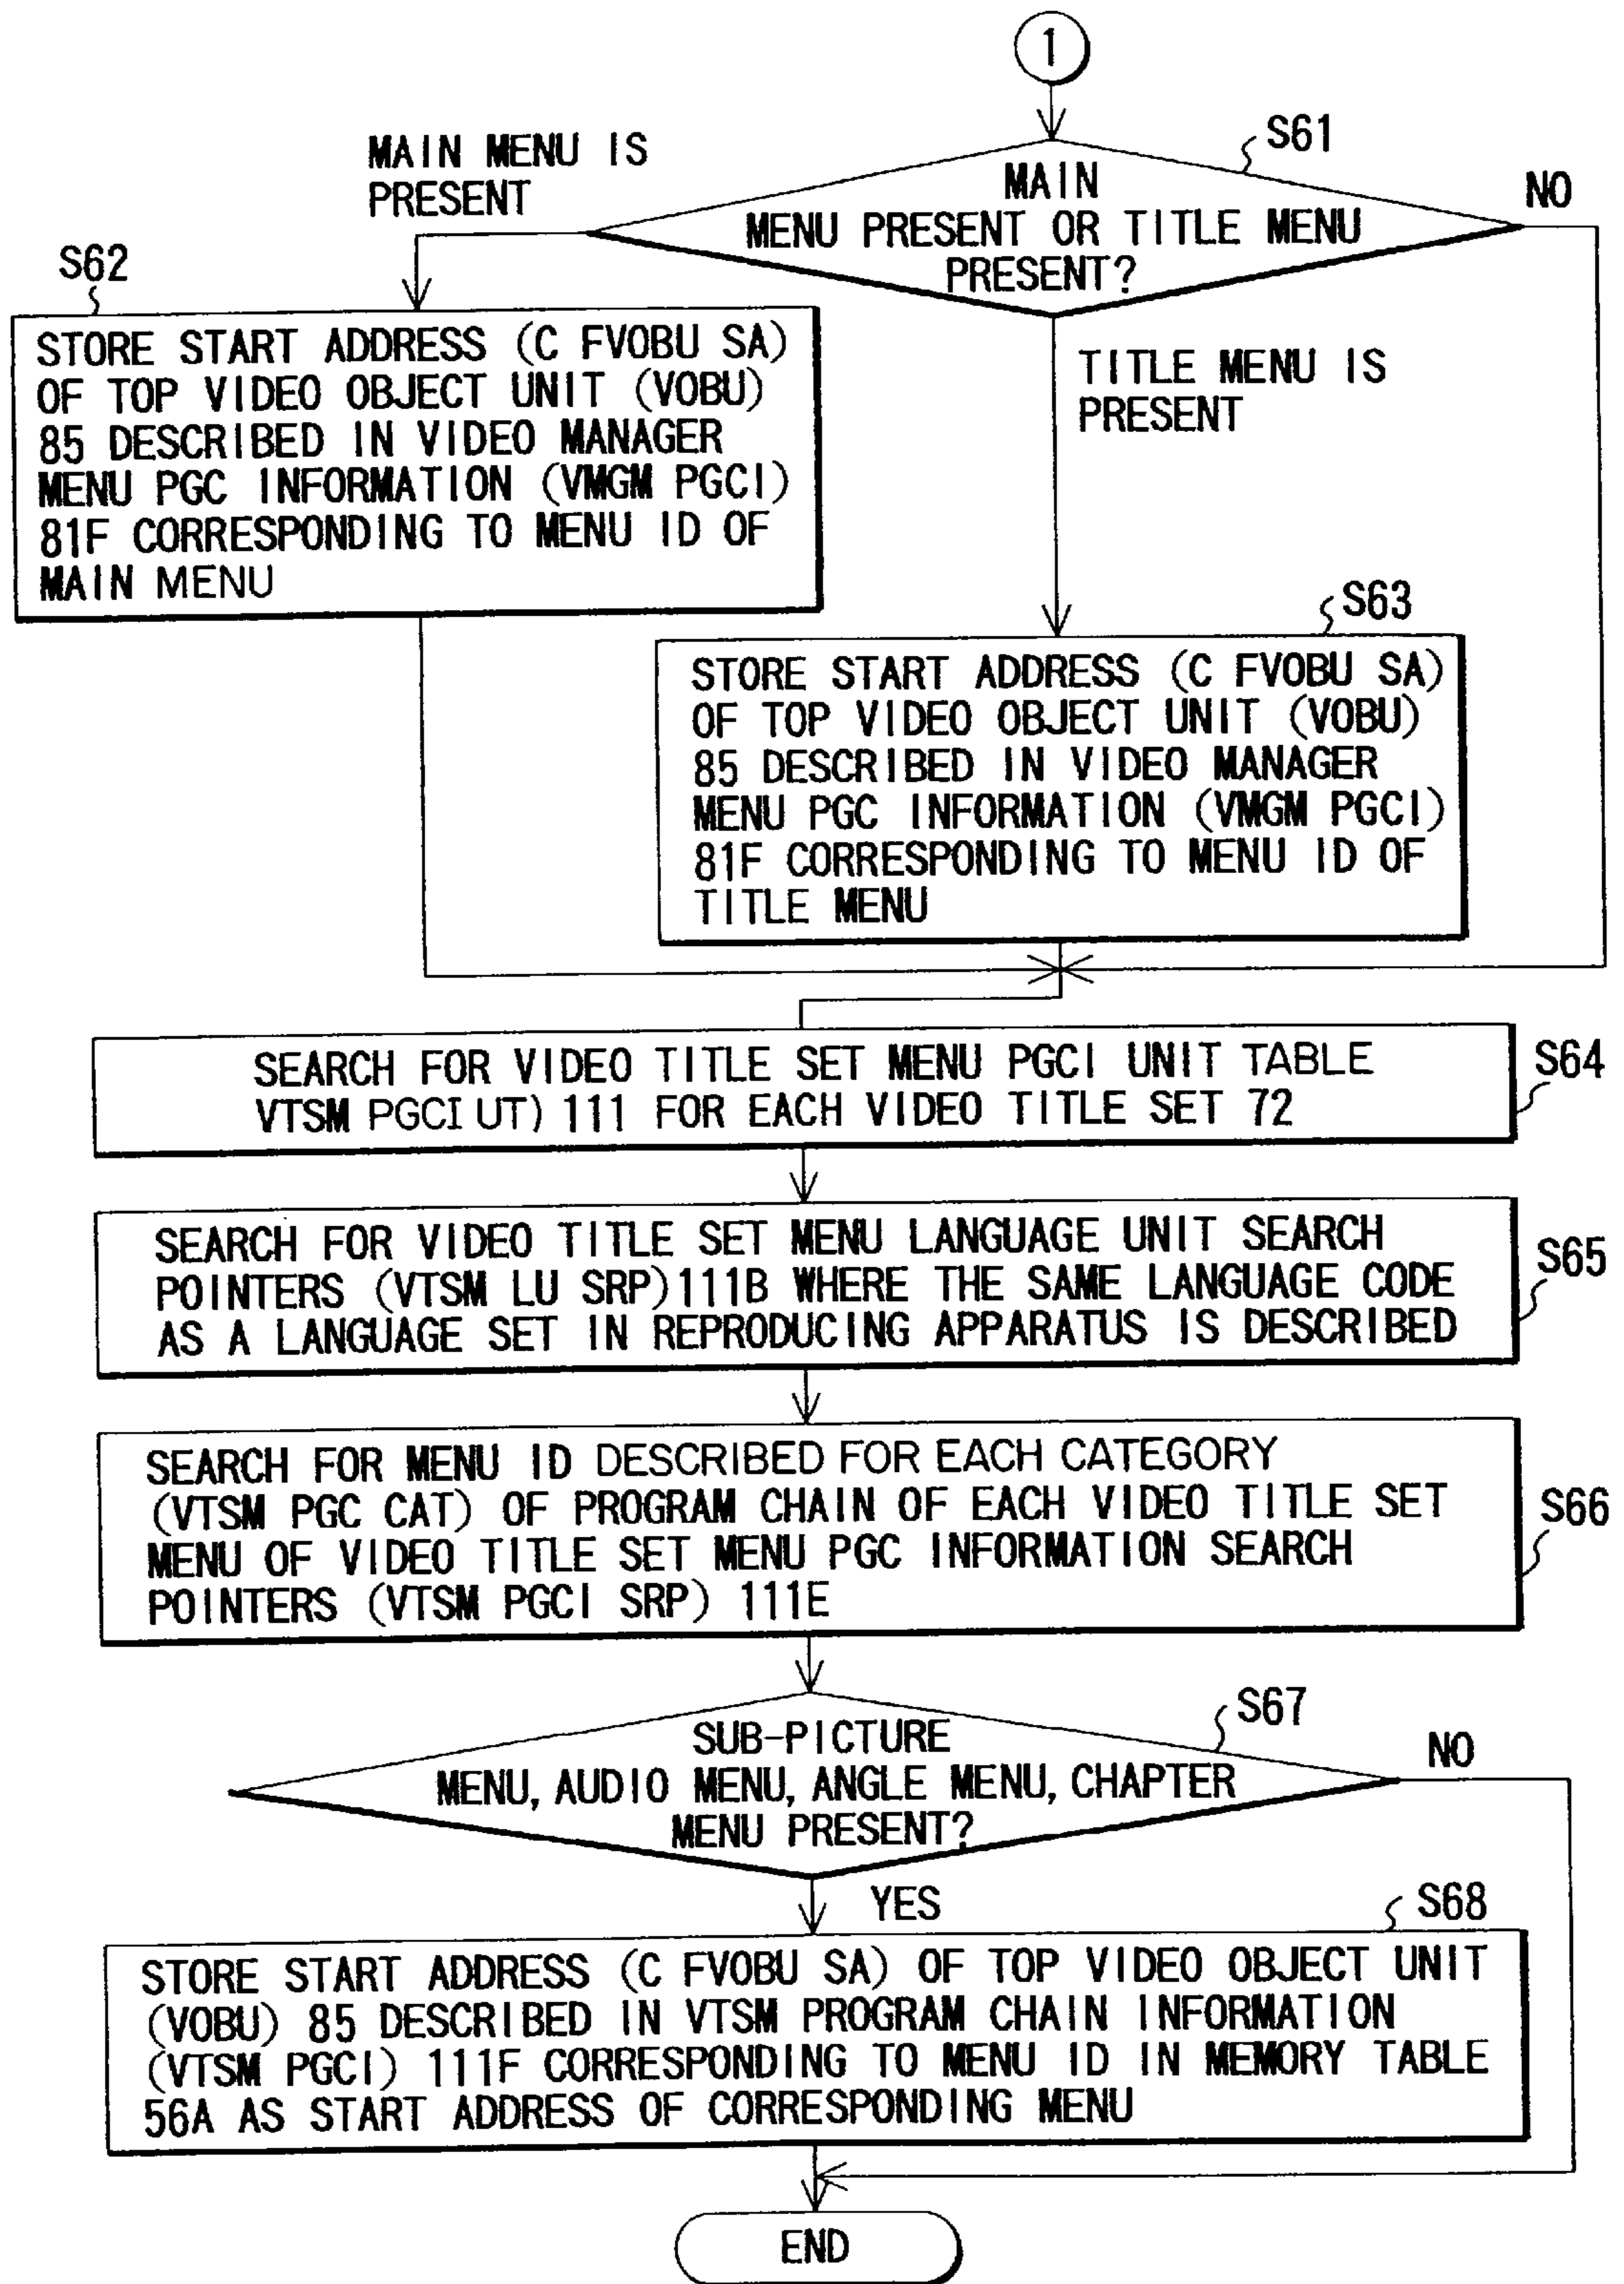 1
S61
MAIN
MENU PRESENT OR TITLE MENU
PRESENT?
MAIN MENU IS
PRESENT
NO
S62
STORE START ADDRESS (C FVOBU SA)
OF TOP VIDEO OBJECT UNIT (VOBU)
85 DESCRIBED IN VIDEO MANAGER
MENU PGC INFORMATION (VMGM PGCI)
81F CORRESPONDING TO MENU ID OF
MAIN MENU
TITLE MENU IS
PRESENT
S63
STORE START ADDRESS (C FVOBU SA)
OF TOP VIDEO OBJECT UNIT (VOBU)
85 DESCRIBED IN VIDEO MANAGER
MENU PGC INFORMATION (VMGM PGCI)
81F CORRESPONDING TO MENU ID OF
TITLE MENU
SEARCH FOR VIDEO TITLE SET MENU PGCI UNIT TABLE
VTSM PGCI UT) 111 FOR EACH VIDEO TITLE SET 72
S64
SEARCH FOR VIDEO TITLE SET MENU LANGUAGE UNIT SEARCH
POINTERS (VTSM LU SRP)111B WHERE THE SAME LANGUAGE CODE
AS A LANGUAGE SET IN REPRODUCING APPARATUS IS DESCRIBED
S65
SEARCH FOR MENU ID DESCRIBED FOR EACH CATEGORY
(VTSM PGC CAT) OF PROGRAM CHAIN OF EACH VIDEO TITLE SET
MENU OF VIDEO TITLE SET MENU PGC INFORMATION SEARCH
POINTERS (VTSM PGCI SRP) 111E
S66
S67
SUB-PICTURE
MENU, AUDIO MENU, ANGLE MENU, CHAPTER
MENU PRESENT?
NO
YES
S68
STORE START ADDRESS (C FVOBU SA) OF TOP VIDEO OBJECT UNIT
(VOBU) 85 DESCRIBED IN VTSM PROGRAM CHAIN INFORMATION
(VTSM PGCI) 111F CORRESPONDING TO MENU ID IN MEMORY TABLE
56A AS START ADDRESS OF CORRESPONDING MENU
END